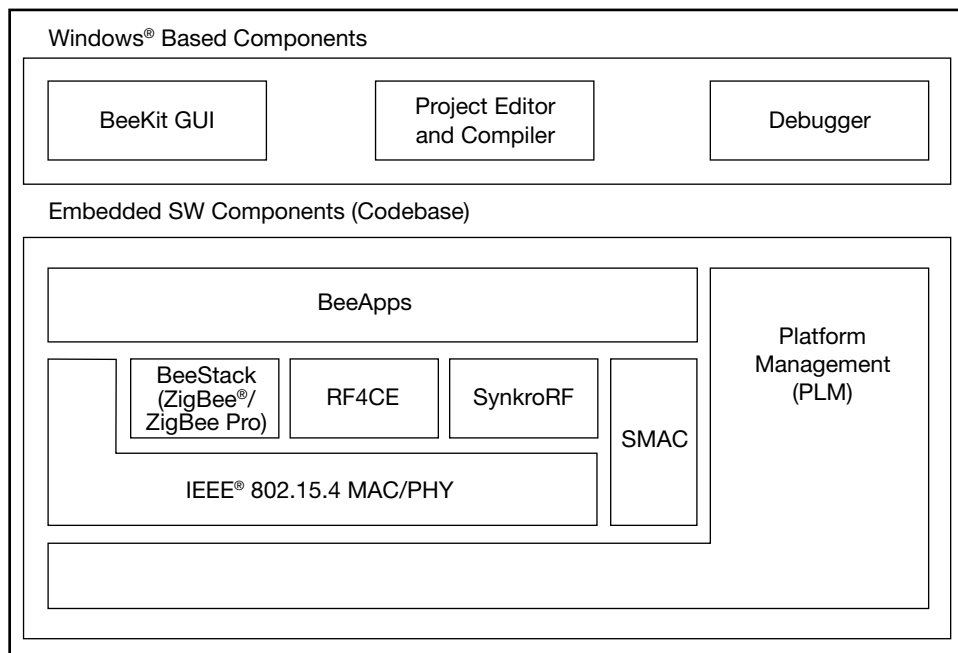 Windows® Based Components
BeeKit GUI
Project Editor
and Compiler
Debugger
Embedded SW Components (Codebase)
BeeApps
Platform
Management
(PLM)
BeeStack
(ZigBee®/
ZigBee Pro)
RF4CE
SynkroRF
SMAC
IEEE® 802.15.4 MAC/PHY